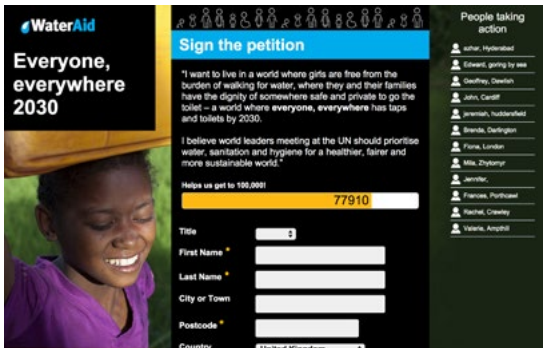 WaterAid
Everyone,
everywhere
2030
Sign the petition
"I want to live in a world where girls are free from the
burden of walking for water, where they and their families
have the dignity of somewhere safe and private to go the
toilet – a world where everyone, everywhere has taps
and toilets by 2030.
I believe world leaders meeting at the UN should prioritise
water, sanitation and hygiene for a healthier, fairer and
more sustainable world."
Helps us get to 100,000!
77910
Title
First Name *
Last Name *
City or Town
Postcode *
Country
United Kingdom
People taking
action
azhar, Hyderabad
Edward, goring by sea
Geoffrey, Dawlish
John, Cardiff
jeremiah, huddersfield
Brenda, Darlington
Fiona, London
Mila, Zhytomyr
Jennifer,
Frances, Porthcawl
Rachel, Crawley
Valerie, Ampthill